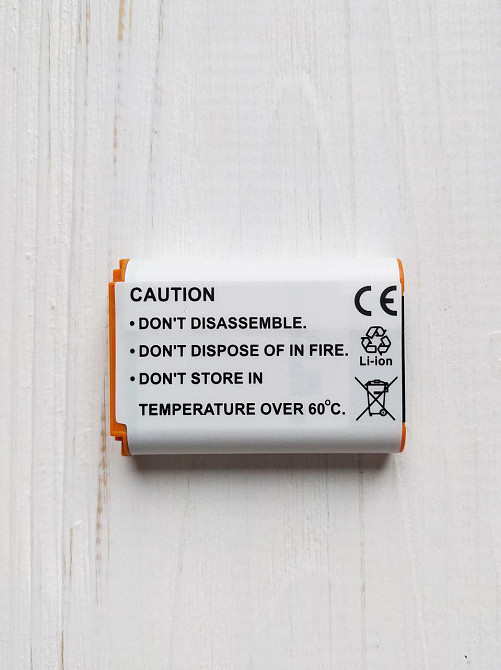 CAUTION
• DON'T DISASSEMBLE.
• DON'T DISPOSE OF IN FIRE.
• DON'T STORE IN
TEMPERATURE OVER 60°C.
CE
Li-ion